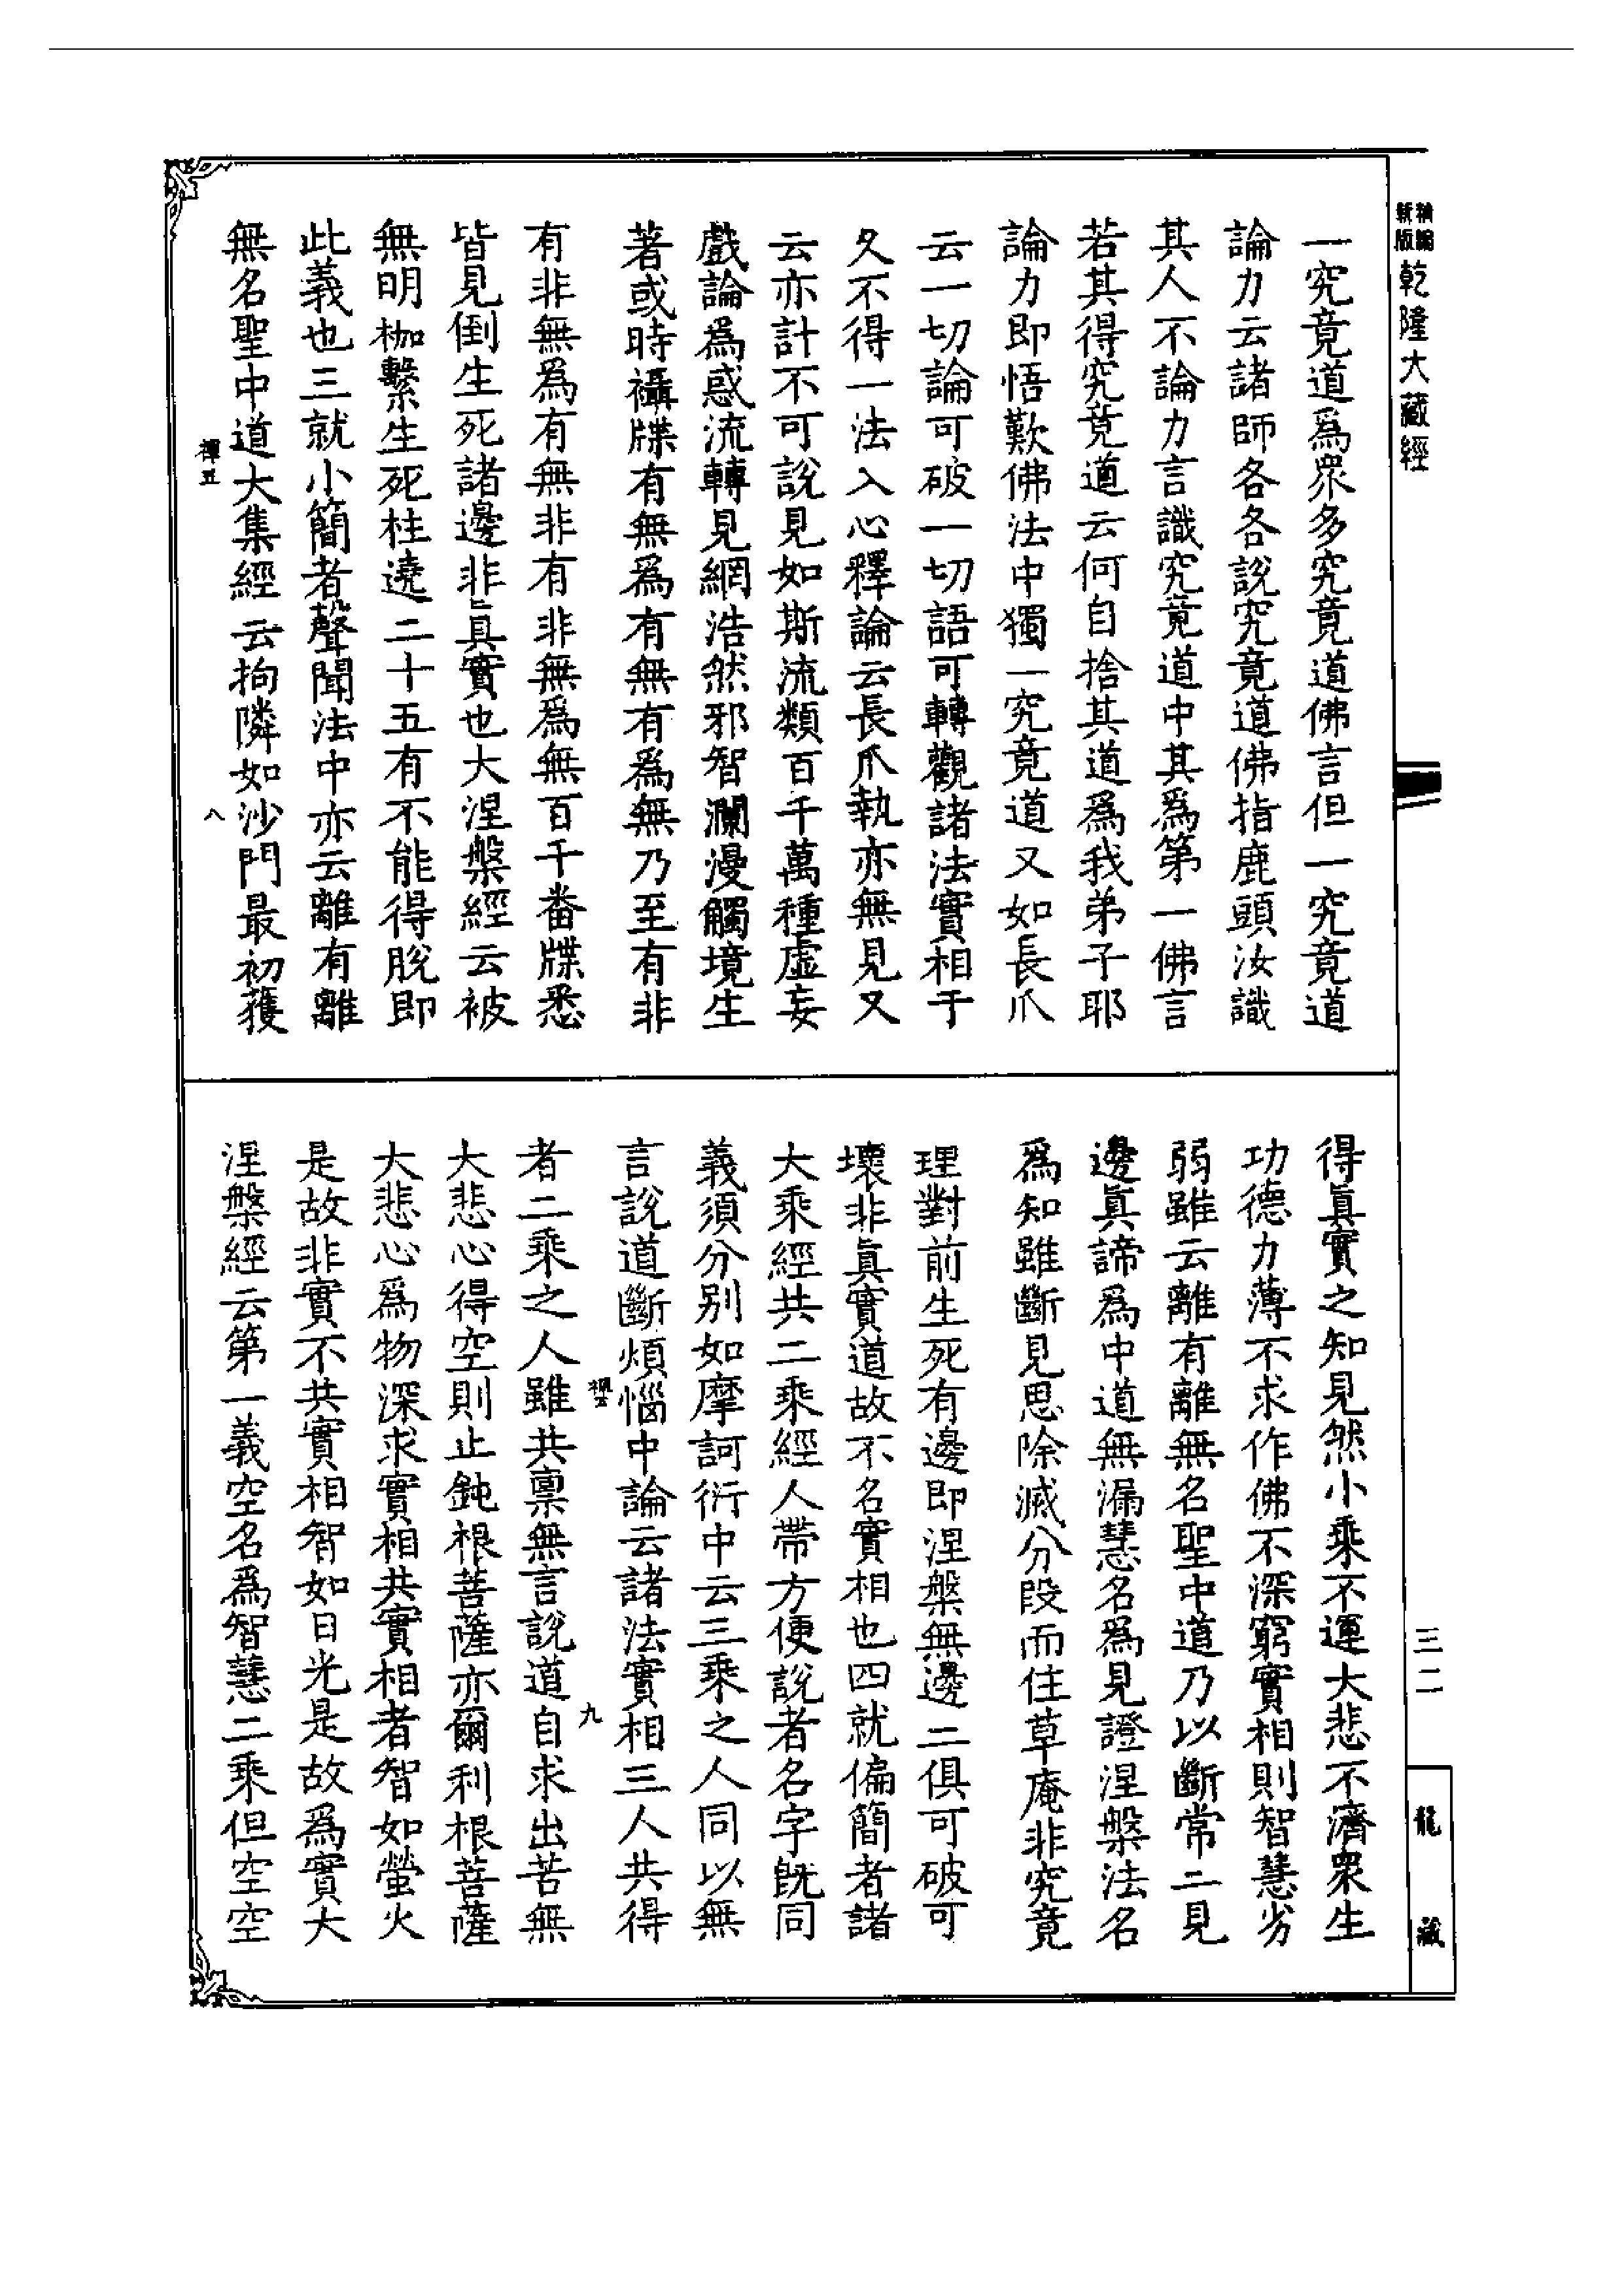 新編
新版
乾隆大藏經
一究竟道爲衆多究竟道佛言但一究竟道
論力云諸師各各說究竟道佛指鹿頭汝識
其人不論力言識究竟道中其爲第一佛言
若其得究竟道云何自捨其道爲我弟子耶
論力即悟歎佛法中獨一究竟道又如長爪
云一切論可破一切語可轉觀諸法實相于
久不得一法入心釋論云長爪執亦無見又
云亦計不可說見如斯流類百千萬種虛妄
戲論爲惑流轉見網浩然邪智瀾漫觸境生
著或時襵牒有無爲有無有爲無乃至有非
有非無爲有無非有非無爲無百千番牒悉
皆見倒生死諸邊非眞實也大涅槃經云被
無明枷繫生死柱遶二十五有不能得脫即
此義也三就小簡者聲聞法中亦云離有離
無名聖中道大集經云拘隣如沙門最初獲
禪五
八
得眞實之知見然小乘不運大悲不濟衆生
功德力薄不求作佛不深窮實相則智慧劣
弱雖云離有離無名聖中道乃以斷常二見
邊眞諦爲中道無漏慧名爲見證涅槃法名
爲知雖斷見思除滅分段而住草庵非究竟
理對前生死有邊即涅槃無邊二俱可破可
壞非眞實道故不名實相也四就偏簡者諸
大乘經共二乘經人帶方便說者名字旣同
義須分別如摩訶衍中云三乘之人同以無
言說道斷煩惱中論云諸法實相三人共得
禪五
九
者二乘之人雖共稟無言說道自求出苦無
大悲心得空則止鈍根菩薩亦爾利根菩薩
大悲心爲物深求實相共實相者智如螢火
是故非實不共實相智如日光是故爲實大
涅槃經云第一義空名爲智慧二乘但空空
三二
龍藏